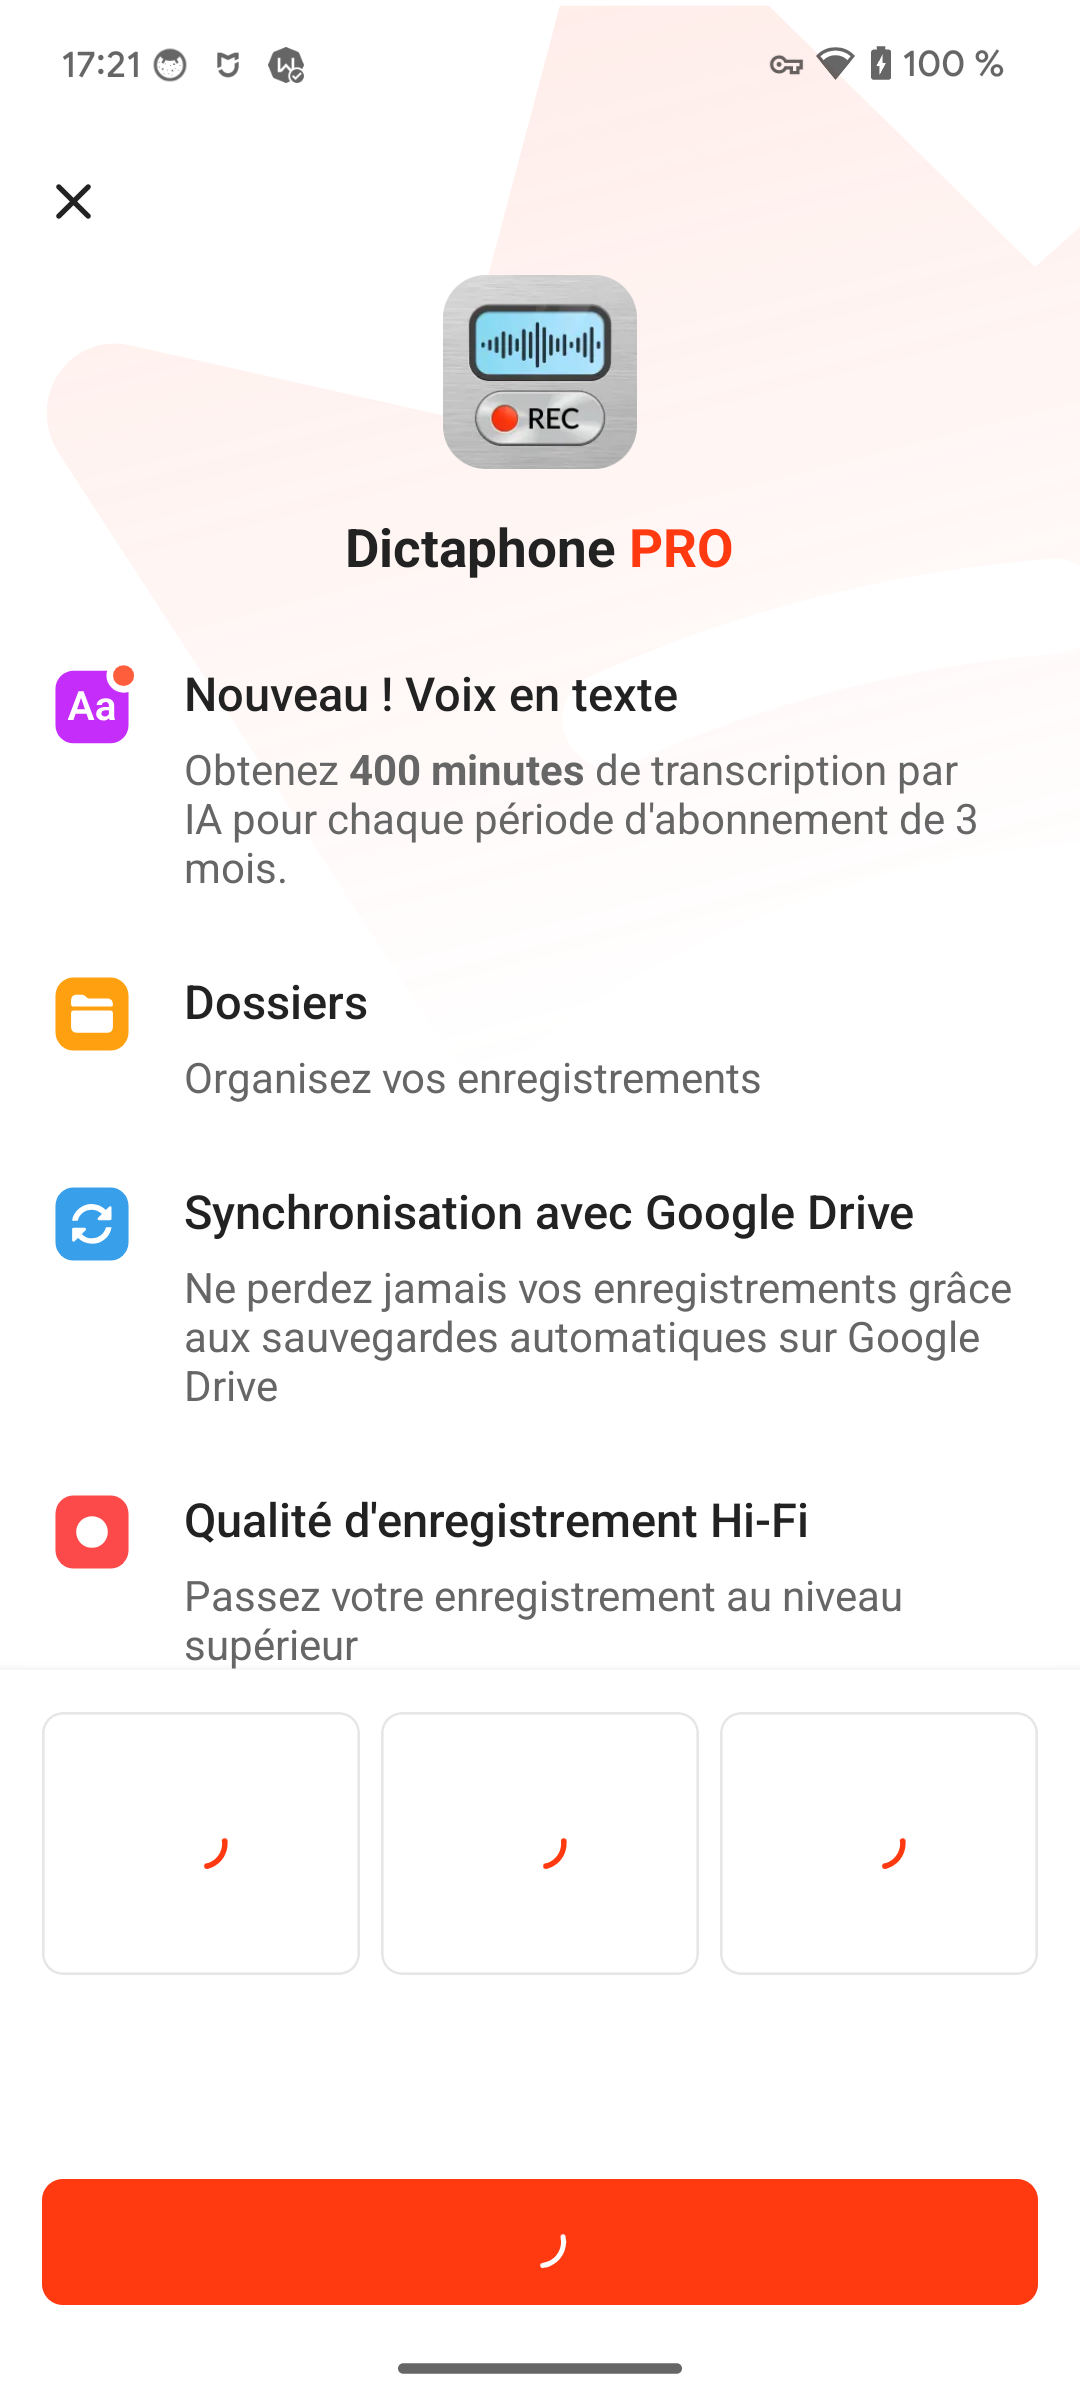 17:21
100 %
REC
Dictaphone PRO
Aa
Nouveau ! Voix en texte
Obtenez 400 minutes de transcription par
IA pour chaque période d'abonnement de 3
mois.
Dossiers
Organisez vos enregistrements
Synchronisation avec Google Drive
Ne perdez jamais vos enregistrements grâce
aux sauvegardes automatiques sur Google
Drive
Qualité d'enregistrement Hi-Fi
Passez votre enregistrement au niveau
supérieur